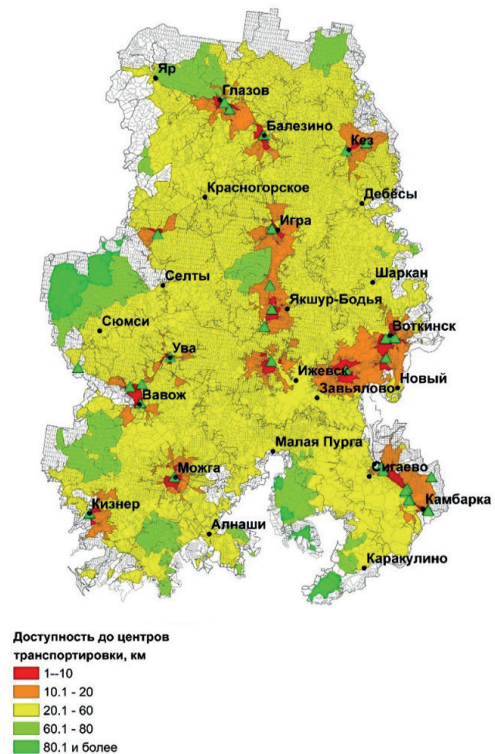 Яр
Глазов
Балезино
Кез
Красногорское
Дебёсы
Игра
Шаркан
Селты
Якшур-Бодья
Сюмси
Воткинск
Ува
Ижевск
Новый
Завьялово
Вавож
Малая Пурга
Сигаево
Можга
Камбарка
Кизнер
Алнаши
Каракулино
Доступность до центров
транспортировки, км
1--10
10.1 - 20
20.1 - 60
60.1 - 80
80.1 и более